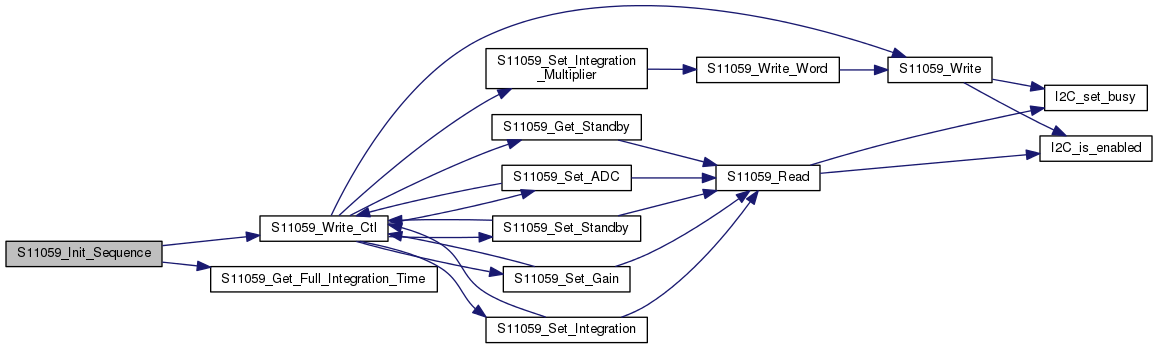 S11059_Init_Sequence
S11059_Write_Ctl
S11059_Get_Full_Integration_Time
S11059_Set_Integration
_Multiplier
S11059_Get_Standby
S11059_Set_ADC
S11059_Set_Standby
S11059_Set_Gain
S11059_Set_Integration
S11059_Write_Word
S11059_Read
S11059_Write
I2C_set_busy
I2C_is_enabled